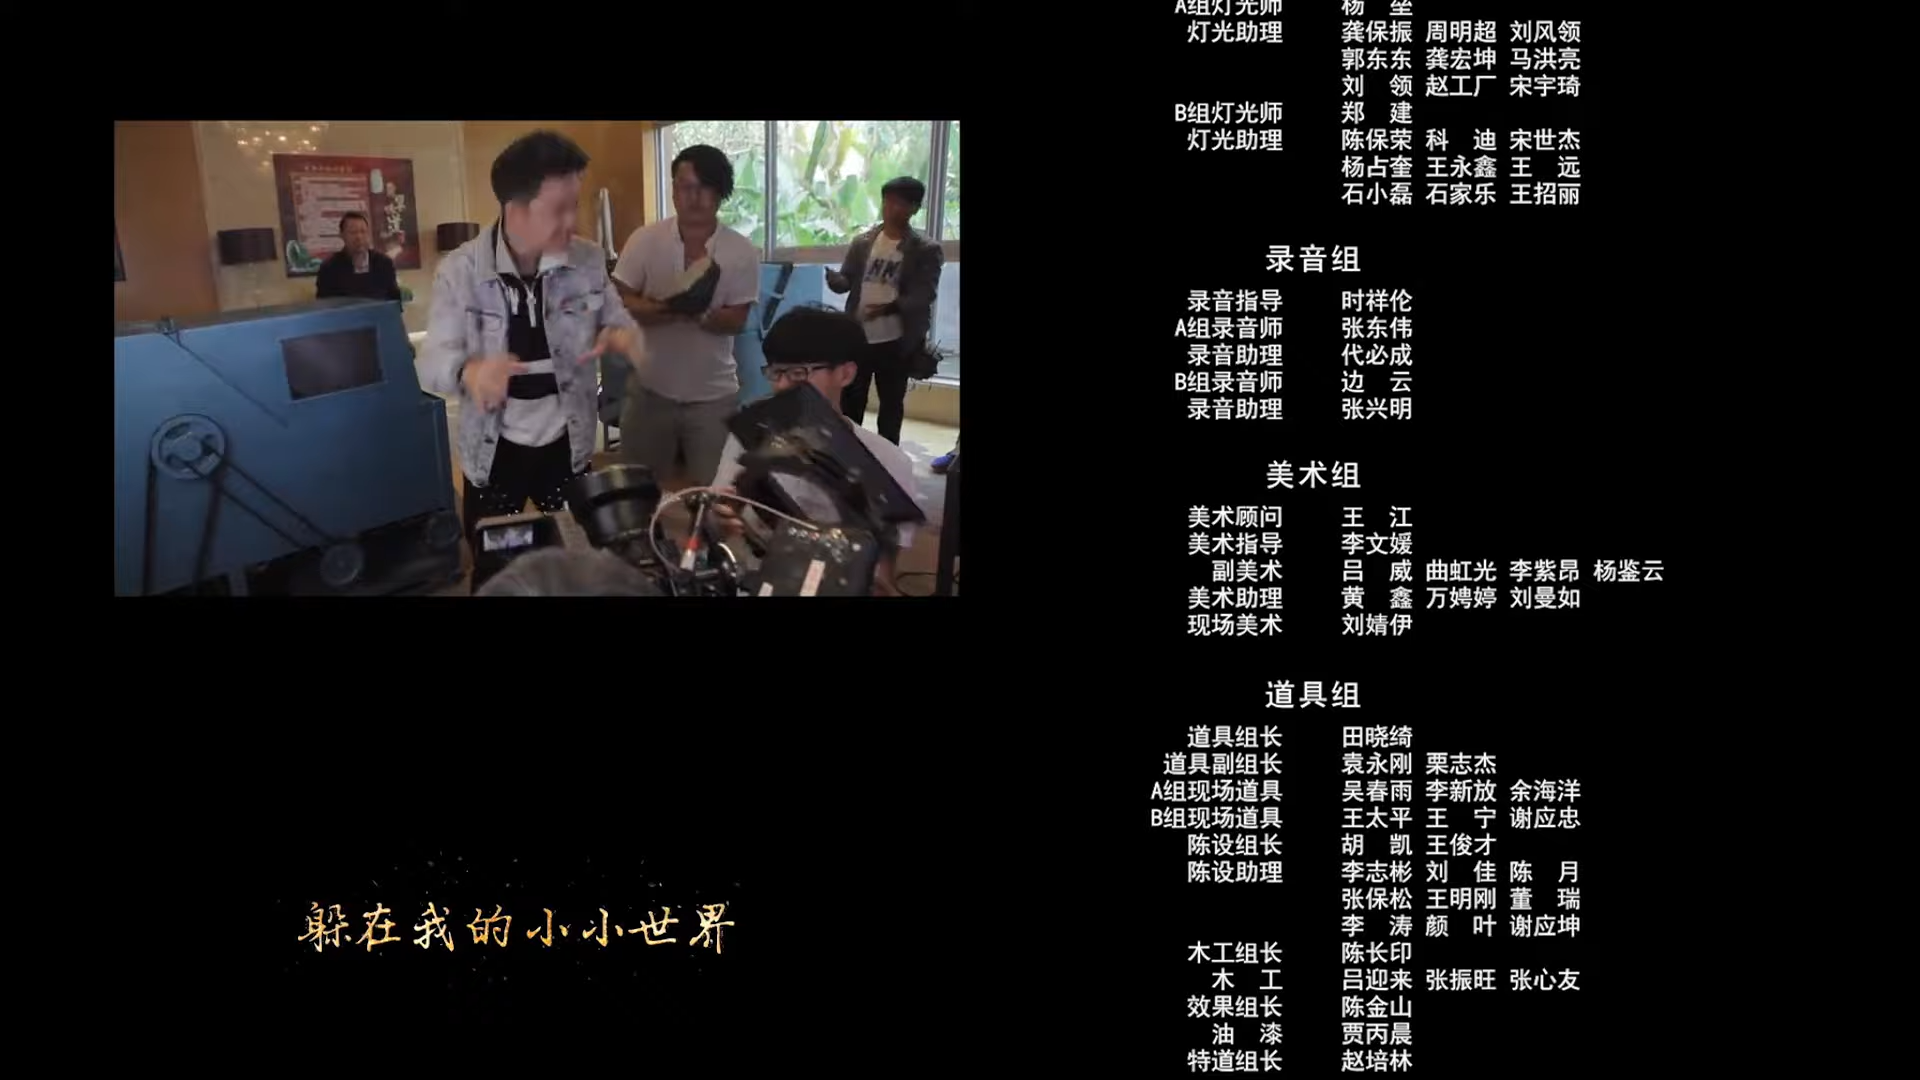 A组灯光师 杨 堃
灯光助理 龚保振 周明超 刘风领
郭东东 龚宏坤 马洪亮
刘 领 赵工厂 宋宇琦
B组灯光师 郑 建
灯光助理 陈保荣 科 迪 宋世杰
杨占奎 王永鑫 王 远
石小磊 石家乐 王招丽
录音组
录音指导 时祥伦
A组录音师 张东伟
录音助理 代必成
B组录音师 边 云
录音助理 张兴明
美术组
美术顾问 王 江
美术指导 李文媛
副美术 吕 威 曲虹光 李紫昂 杨鉴云
美术助理 黄 鑫 万娉婷 刘曼如
现场美术 刘婧伊
道具组
道具组长 田晓绮
道具副组长 袁永刚 栗志杰
A组现场道具 吴春雨 李新放 余海洋
B组现场道具 王太平 王 宁 谢应忠
陈设组长 胡 凯 王俊才
陈设助理 李志彬 刘 佳 陈 月
张保松 王明刚 董 瑞
李 涛 颜 叶 谢应坤
木工组长 陈长印
木 工 吕迎来 张振旺 张心友
效果组长 陈金山
油 漆 贾丙晨
特道组长 赵培林
躲在我的小小世界